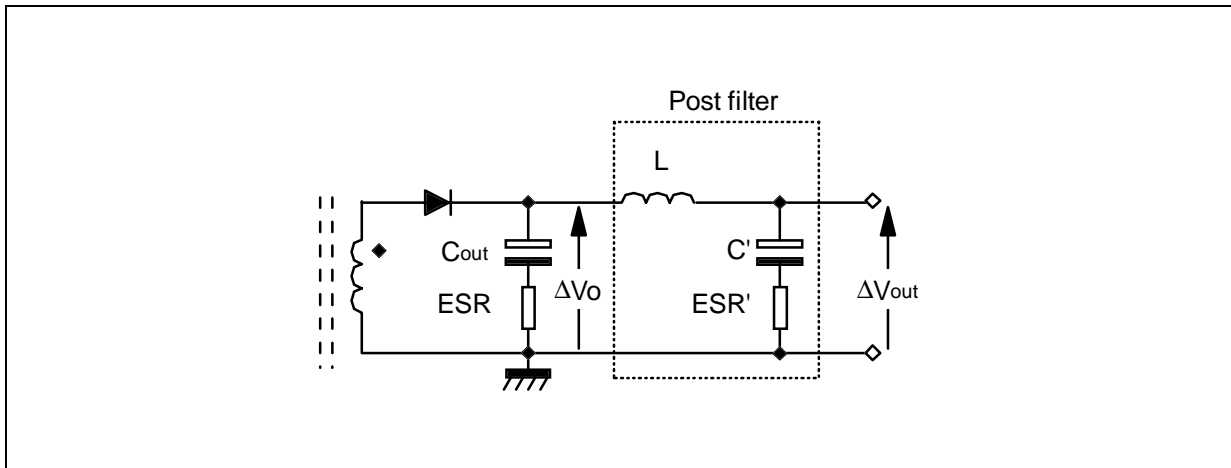 Post filter
L
Cout
C'
ESR
ΔVo
ESR'
ΔVout